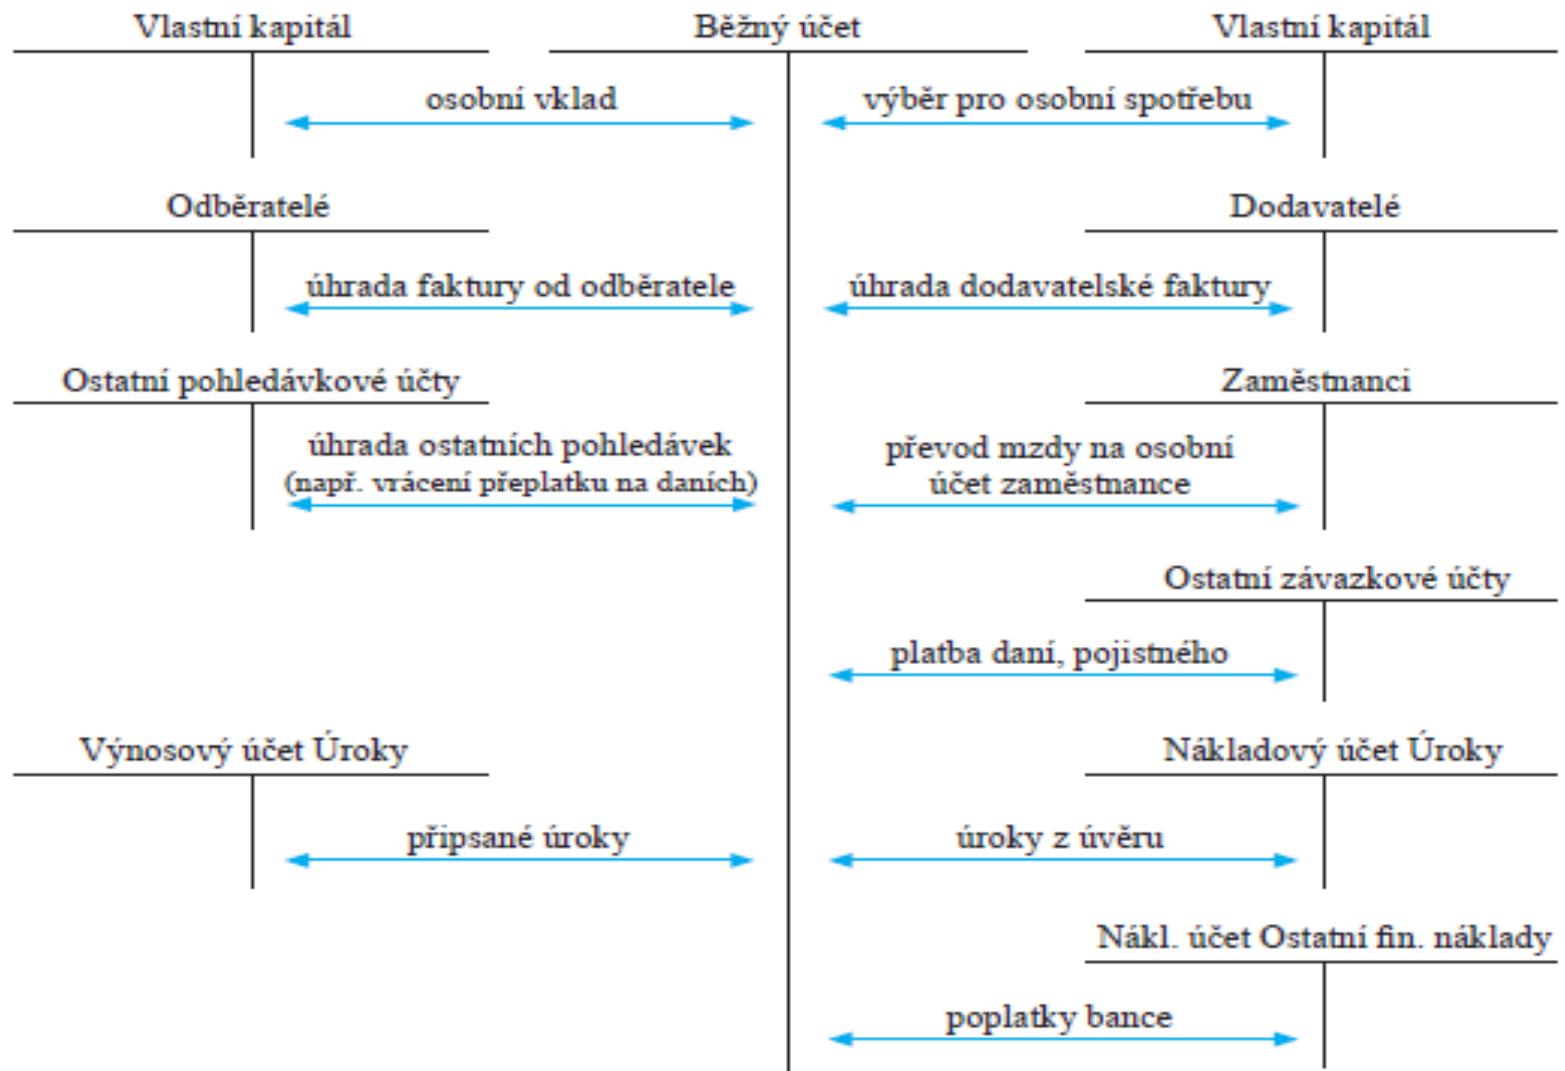 Vlastní kapitál
Běžný účet
Vlastní kapitál
osobní vklad
výběr pro osobní spotřebu
Odběratelé
Dodavatelé
úhrada faktury od odběratele
úhrada dodavatelské faktury
Ostatní pohledávkové účty
Zaměstnanci
úhrada ostatních pohledávek
(např. vrácení přeplatku na daních)
převod mzdy na osobní
účet zaměstnance
Ostatní závazkové účty
platba daní, pojistného
Výnosový účet Úroky
Nákladový účet Úroky
připsané úroky
úroky z úvěru
Nákl. účet Ostatní fin. náklady
poplatky bance